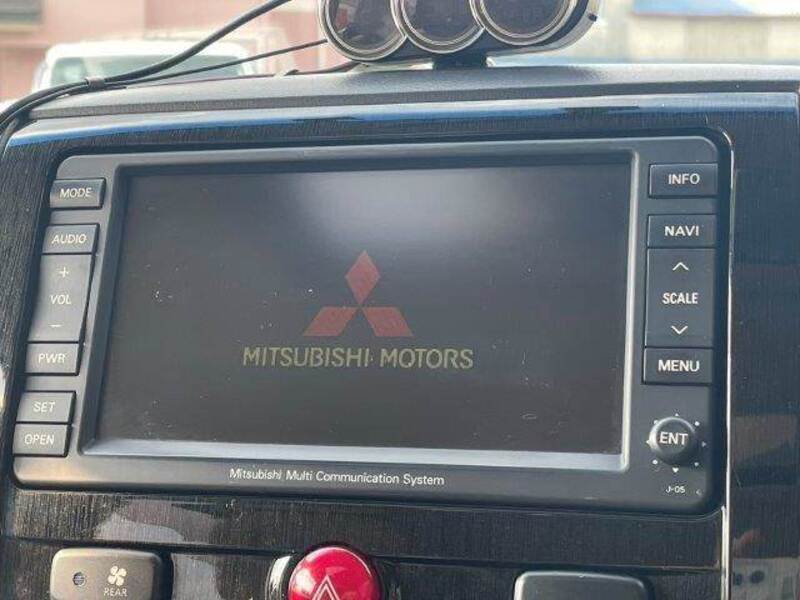 MODE
AUDIO
+
VOL
−
PWR
SET
OPEN
MITSUBISHI MOTORS
INFO
NAVI
SCALE
MENU
ENT
J-05
Mitsubishi Multi Communication System
REAR